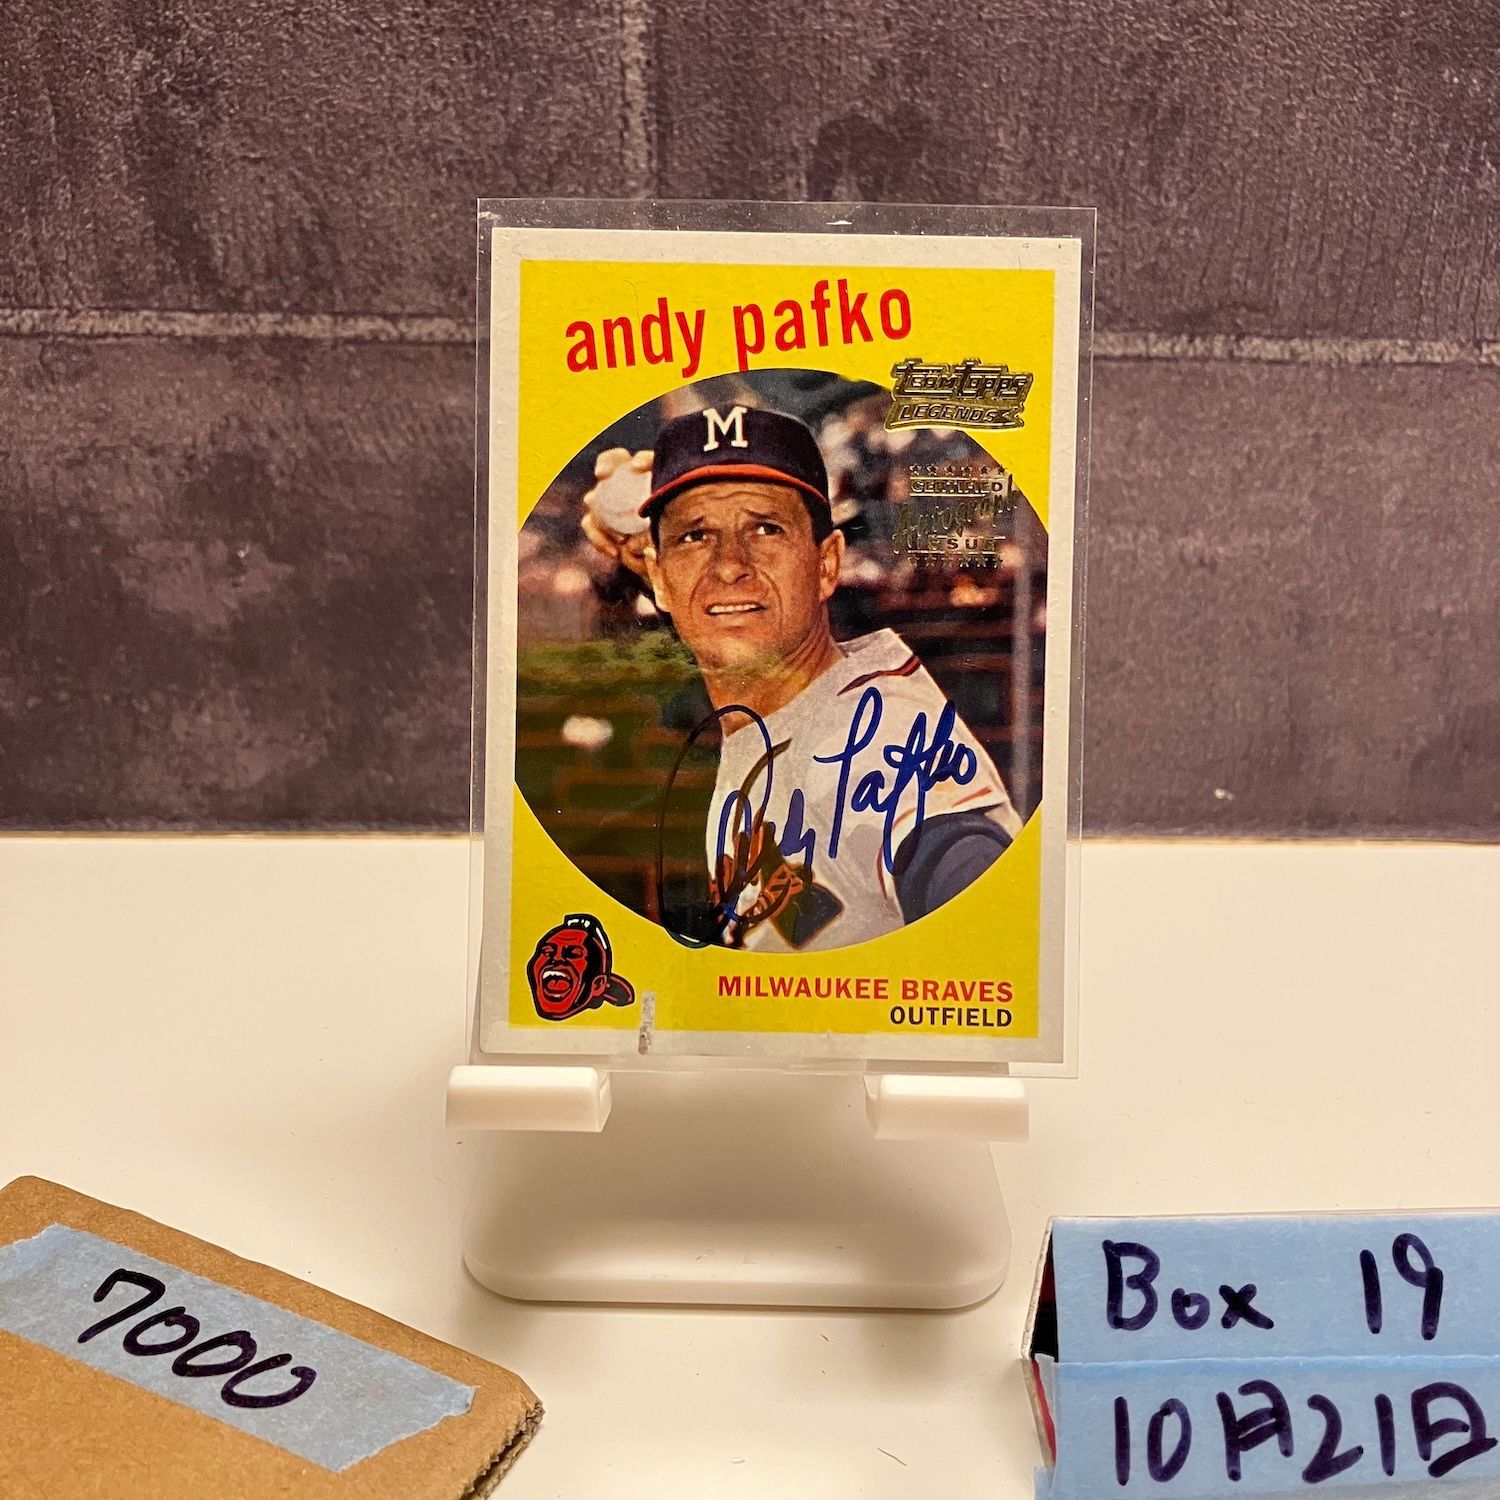 andy pafko
Team Topps
LEGENDS
M
CERTIFIED
Autograph
ISSUE
Andy Pafko
MILWAUKEE BRAVES
OUTFIELD
7000
Box 19
10月21日